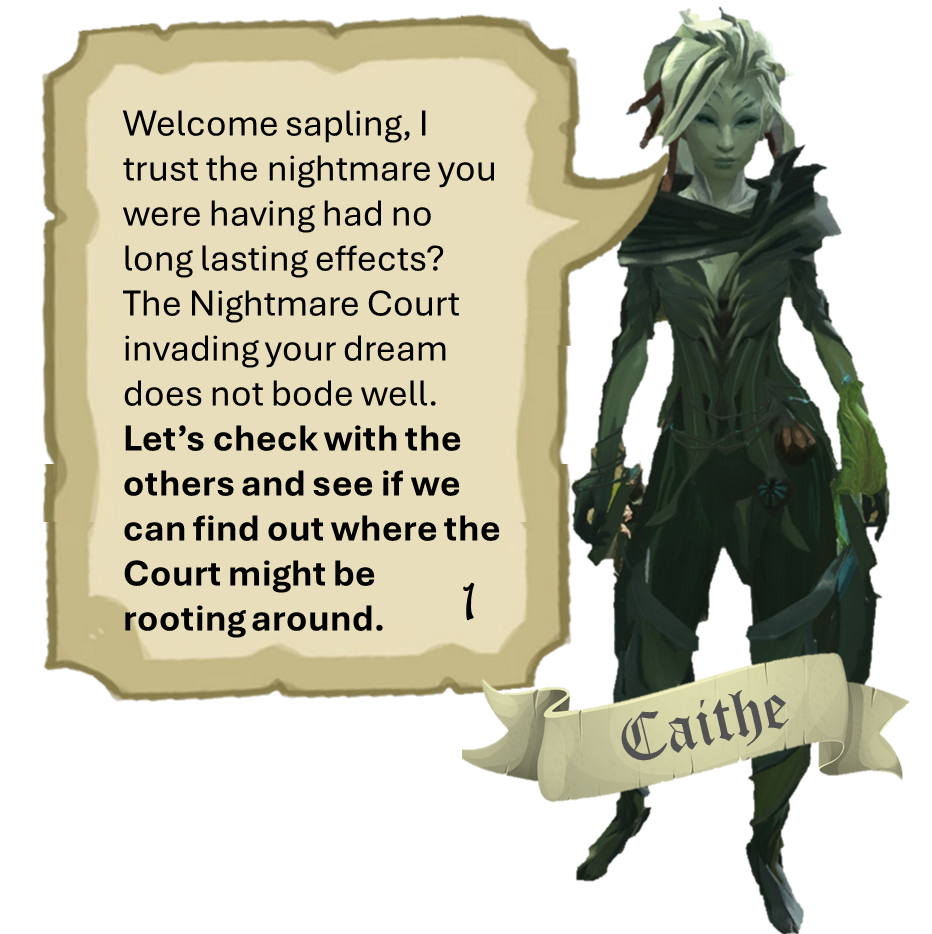 Welcome sapling, I
trust the nightmare you
were having had no
long lasting effects?
The Nightmare Court
invading your dream
does not bode well.
Let’s check with the
others and see if we
can find out where the
Court might be
rooting around.
1
Caithe